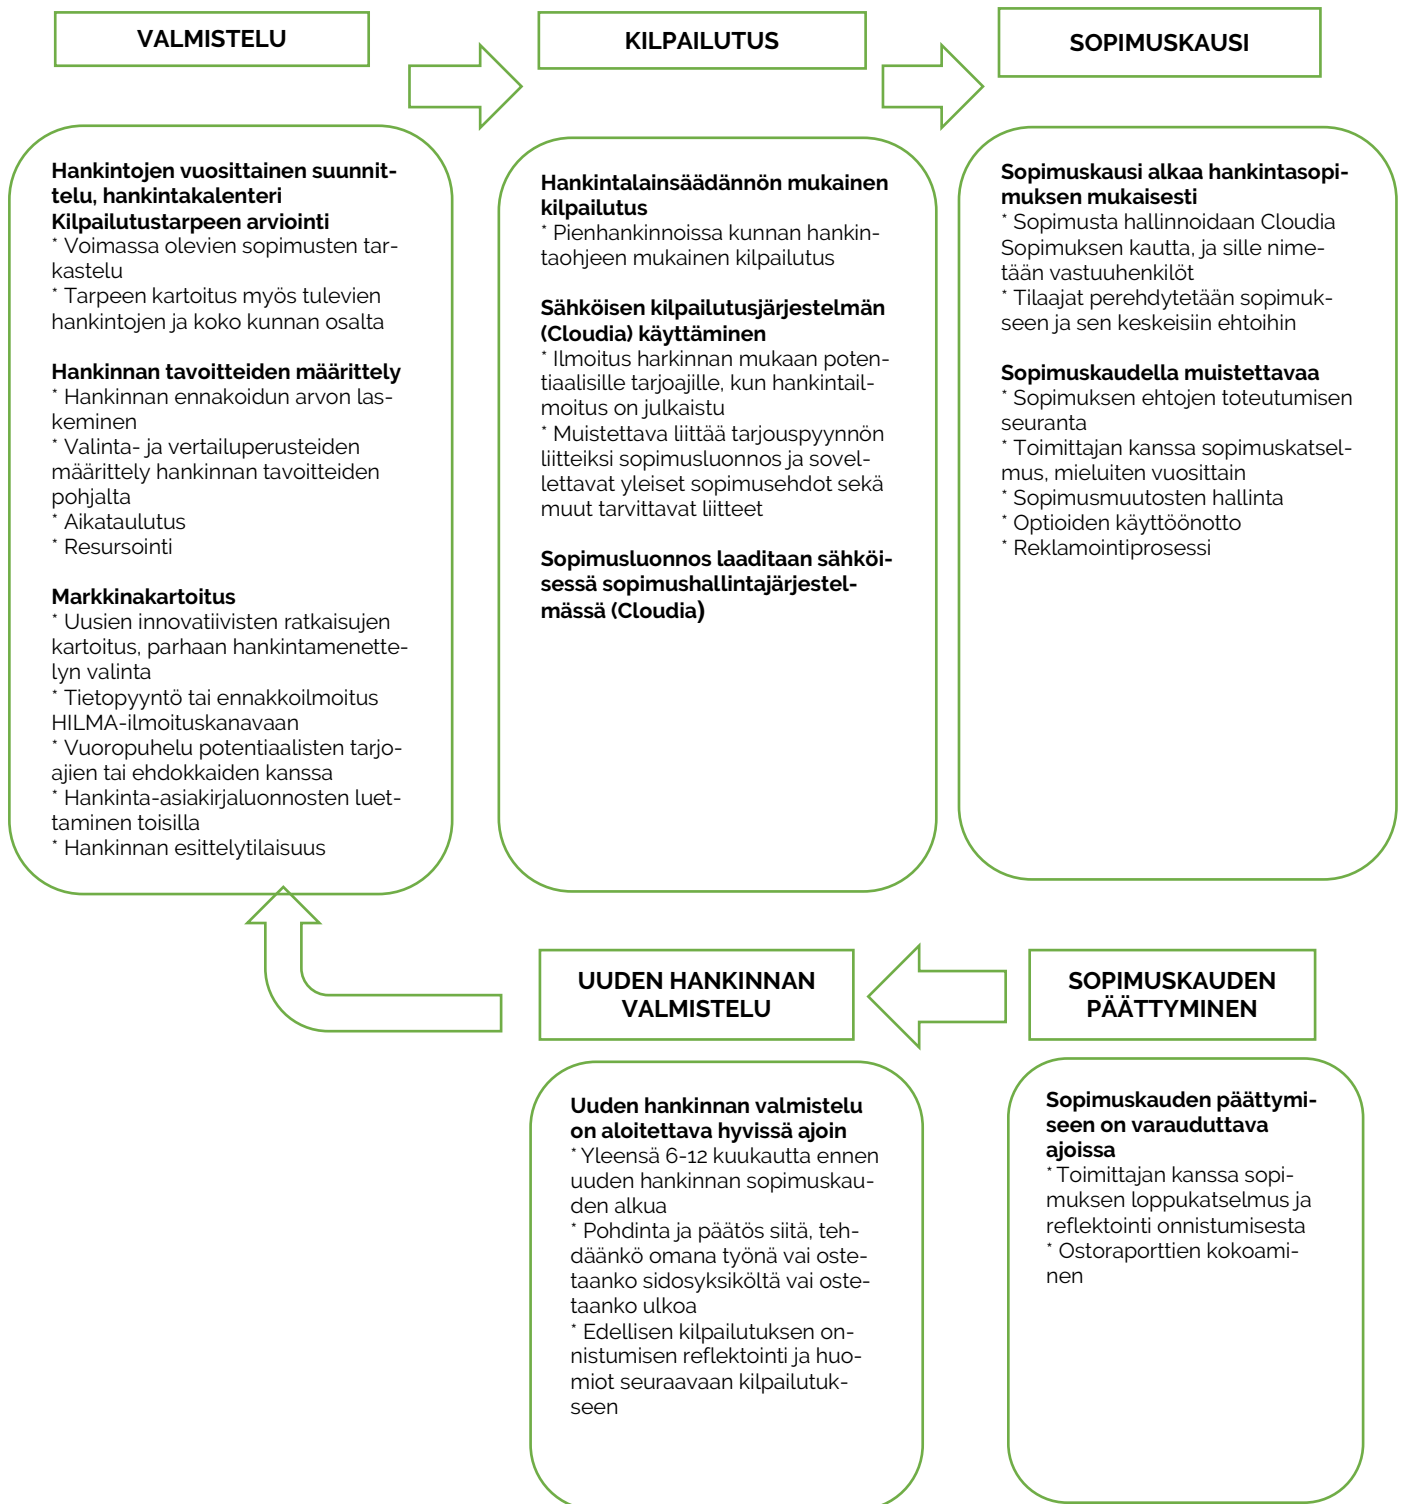 VALMISTELU
Hankintojen vuosittainen suunnit-
telu, hankintakalenteri
Kilpailutustarpeen arviointi
* Voimassa olevien sopimusten tar-
kastelu
* Tarpeen kartoitus myös tulevien
hankintojen ja koko kunnan osalta
Hankinnan tavoitteiden määrittely
* Hankinnan ennakoidun arvon las-
keminen
* Valinta- ja vertailuperusteiden
määrittely hankinnan tavoitteiden
pohjalta
* Aikataulutus
* Resursointi
Markkinakartoitus
* Uusien innovatiivisten ratkaisujen
kartoitus, parhaan hankintamenette-
lyn valinta
* Tietopyyntö tai ennakkoilmoitus
HILMA-ilmoituskanavaan
* Vuoropuhelu potentiaalisten tarjo-
ajien tai ehdokkaiden kanssa
* Hankinta-asiakirjaluonnosten luet-
taminen toisilla
* Hankinnan esittelytilaisuus
KILPAILUTUS
Hankintalainsäädännön mukainen
kilpailutus
* Pienhankinnoissa kunnan hankin-
taohjeen mukainen kilpailutus
Sähköisen kilpailutusjärjestelmän
(Cloudia) käyttäminen
* Ilmoitus harkinnan mukaan poten-
tiaalisille tarjoajille, kun hankintail-
moitus on julkaistu
* Muistettava liittää tarjouspyynnön
liitteiksi sopimusluonnos ja sovel-
lettavat yleiset sopimusehdot sekä
muut tarvittavat liitteet
Sopimusluonnos laaditaan sähköi-
sessä sopimushallintajärjestel-
mässä (Cloudia)
SOPIMUSKAUSI
Sopimuskausi alkaa hankintasopi-
muksen mukaisesti
* Sopimusta hallinnoidaan Cloudia
Sopimuksen kautta, ja sille nime-
tään vastuuhenkilöt
* Tilaajat perehdytetään sopimuk-
seen ja sen keskeisiin ehtoihin
Sopimuskaudella muistettavaa
* Sopimuksen ehtojen toteutumisen
seuranta
* Toimittajan kanssa sopimuskatsel-
mus, mieluiten vuosittain
* Sopimusmuutosten hallinta
* Optioiden käyttöönotto
* Reklamointiprosessi
SOPIMUSKAUDEN
PÄÄTTYMINEN
Sopimuskauden päättymi-
seen on varauduttava
ajoissa
* Toimittajan kanssa sopi-
muksen loppukatselmus ja
reflektointi onnistumisesta
* Ostoraporttien kokoami-
nen
UUDEN HANKINNAN
VALMISTELU
Uuden hankinnan valmistelu
on aloitettava hyvissä ajoin
* Yleensä 6-12 kuukautta ennen
uuden hankinnan sopimuskau-
den alkua
* Pohdinta ja päätös siitä, teh-
däänkö omana työnä vai oste-
taanko sidosyksiköltä vai oste-
taanko ulkoa
* Edellisen kilpailutuksen on-
nistumisen reflektointi ja huo-
miot seuraavaan kilpailutuk-
seen